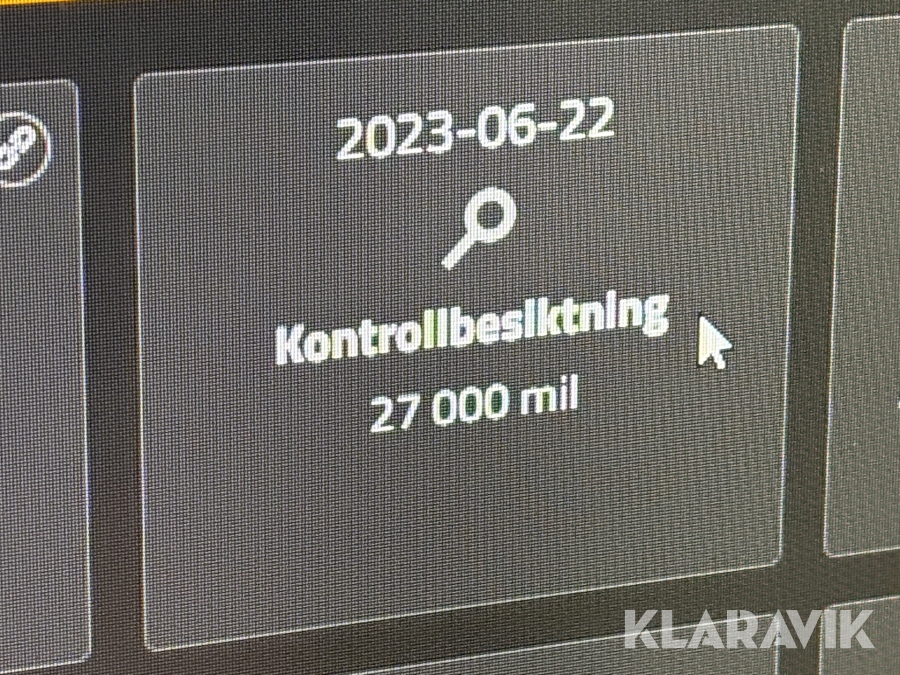 2023-06-22
Kontrollbesiktning
27 000 mil
KLARAVIK